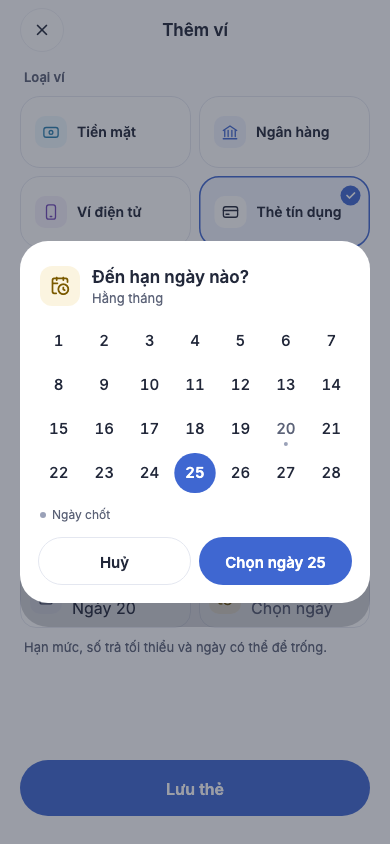 Thêm ví
Loại ví
Tiền mặt
Ngân hàng
Ví điện tử
Thẻ tín dụng
Đến hạn ngày nào?
Hằng tháng
1 2 3 4 5 6 7
8 9 10 11 12 13 14
15 16 17 18 19 20 21
22 23 24 25 26 27 28
Ngày chốt
Huỷ
Chọn ngày 25
Ngày 20
Chọn ngày
Hạn mức, số trả tối thiểu và ngày có thể để trống.
Lưu thẻ